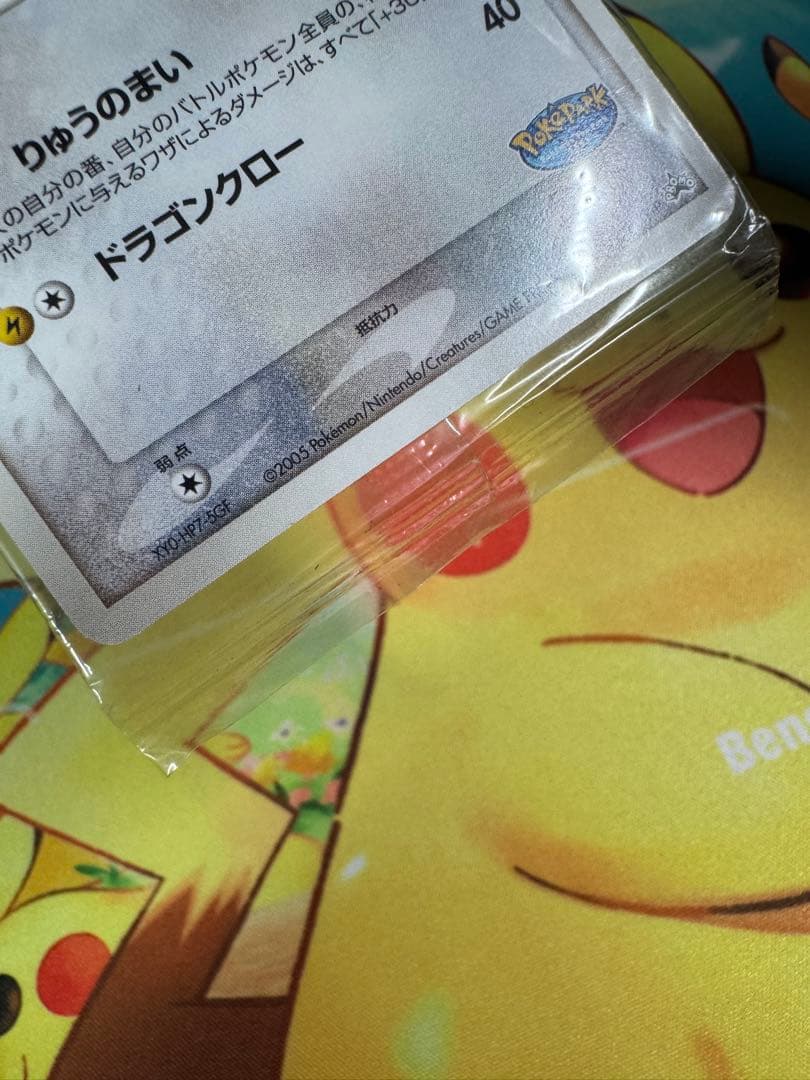 りゅうのまい
40
の自分の番、自分のバトルポケモン全員の、
ポケモンに与えるワザによるダメージは、すべて「+30
ドラゴンクロー
POKÉPARK
抵抗力
弱点
©2005 Pokémon/Nintendo/Creatures/GAME
XY0-HP7-5GF
Ben